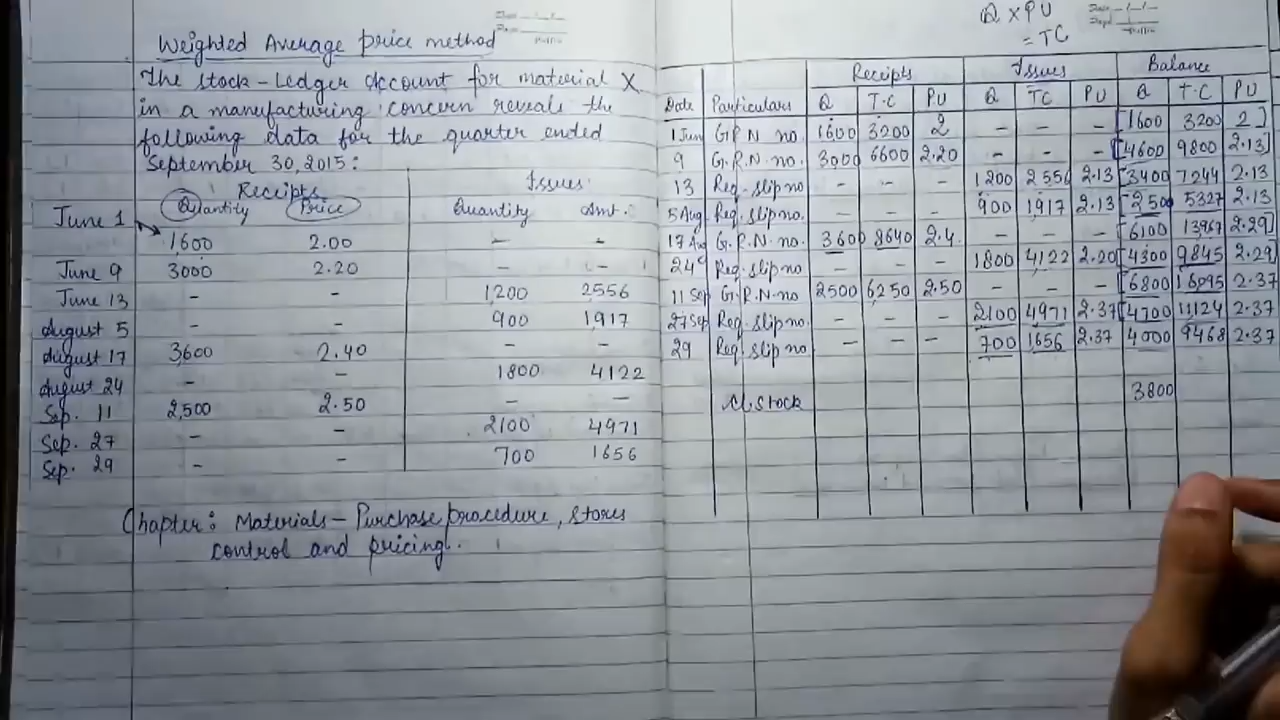 Weighted Average price method
The Stock-Ledger Account for material X
in a manufacturing concern reveals the
following data for the quarter ended
September 30, 2015:
Receipts Issues
Quantity Price Quantity Amt.
June 1 1600 2.00 - -
June 9 3000 2.20 - -
June 13 - - 1200 2556
August 5 - - 900 1,917
August 17 3,600 2.40 - -
August 24 - - 1800 4122
Sep. 11 2,500 2.50 - -
Sep. 27 - - 2100 4971
Sep. 29 - - 700 1656
Chapter: Materials - Purchase procedure, stores
control and pricing.
Q × PU
= TC
Receipts Issues Balance
Date Particulars Q T.C PU Q TC PU Q T.C PU
1 Jun G.R.N no. 1600 3200 2 - - - 1600 3200 2
9 G.R.N. no. 3000 6600 2.20 - - - 4600 9800 2.13
13 Req. slip no - - - 1200 2556 2.13 3400 7244 2.13
5 Aug Req. slip no. - - - 900 1917 2.13 2500 5327 2.13
17 Au G.R.N. no. 3600 8640 2.4 6100 13967 2.29
24 Req. slip no - - - 1800 4122 2.20 4300 9845 2.29
11 Sep G.R.N. no 2500 6250 2.50 6800 16095 2.37
27 Sep Req. slip no. - - - 2100 4971 2.37 4700 11124 2.37
29 Req. slip no - - - 700 1656 2.37 4000 9468 2.37
Cl. Stock 3800